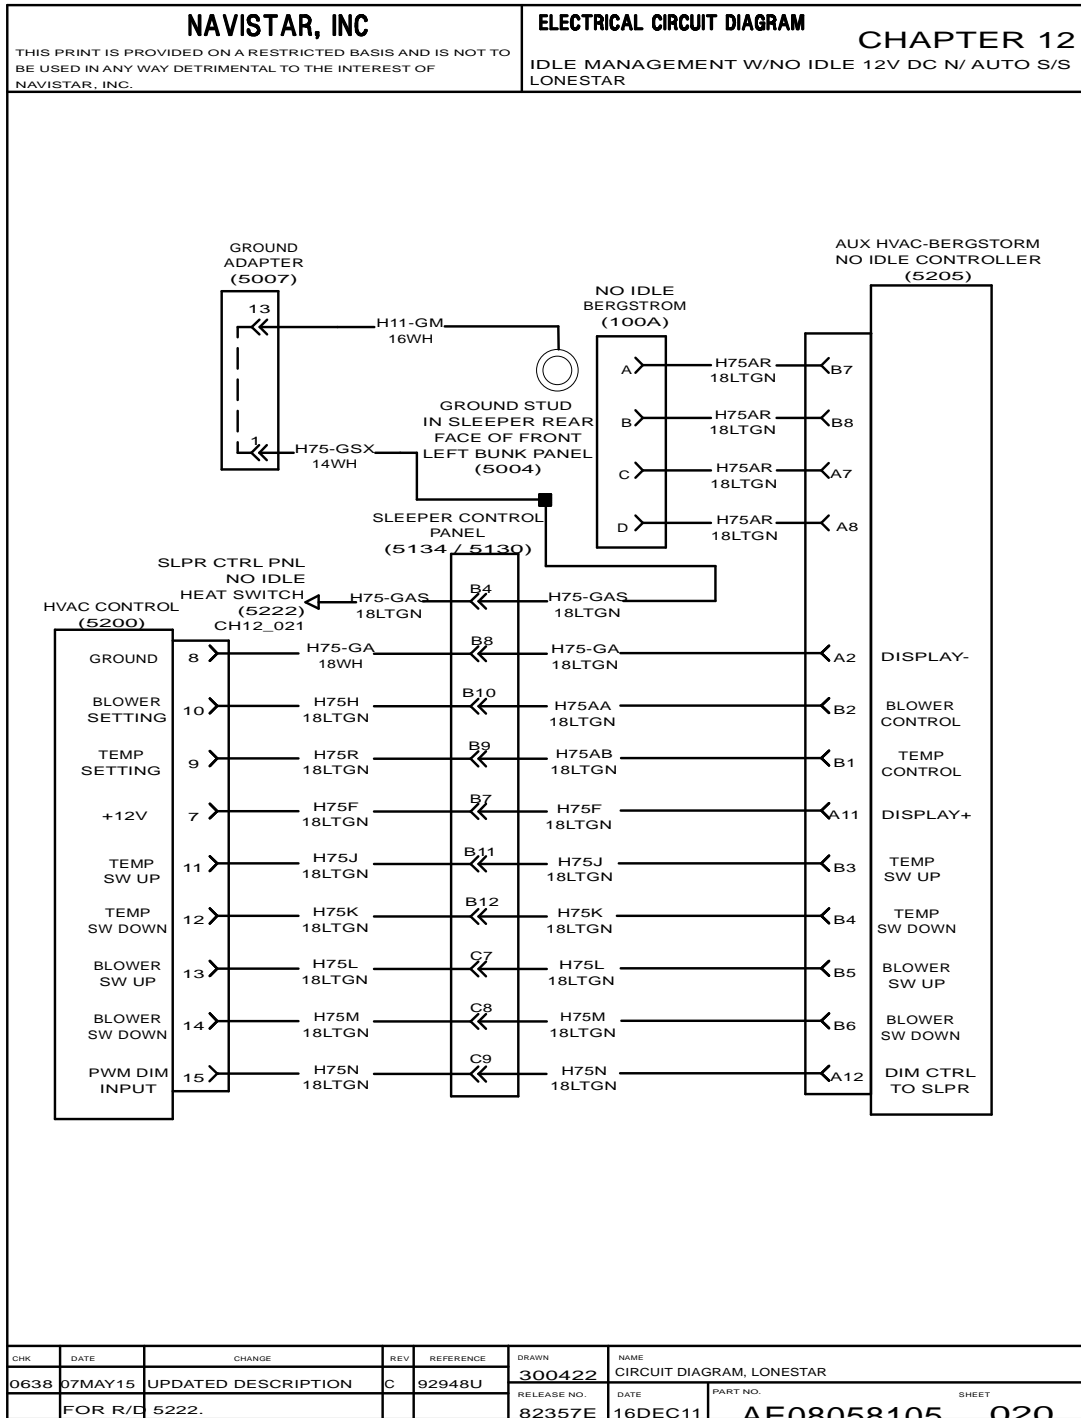 NAVISTAR, INC
THIS PRINT IS PROVIDED ON A RESTRICTED BASIS AND IS NOT TO
BE USED IN ANY WAY DETRIMENTAL TO THE INTEREST OF
NAVISTAR, INC.
ELECTRICAL CIRCUIT DIAGRAM
CHAPTER 12
IDLE MANAGEMENT W/NO IDLE 12V DC N/ AUTO S/S
LONESTAR
GROUND
ADAPTER
(5007)
13
H11-GM
16WH
1
H75-GSX
14WH
GROUND STUD
IN SLEEPER REAR
FACE OF FRONT
LEFT BUNK PANEL
(5004)
NO IDLE
BERGSTROM
(100A)
AUX HVAC-BERGSTORM
NO IDLE CONTROLLER
(5205)
A
H75AR
18LTGN
B7
B
H75AR
18LTGN
B8
C
H75AR
18LTGN
A7
D
H75AR
18LTGN
A8
SLEEPER CONTROL
PANEL
(5134 / 5130)
SLPR CTRL PNL
NO IDLE
HEAT SWITCH
(5222)
CH12_021
H75-GAS
18LTGN
B4
H75-GAS
18LTGN
HVAC CONTROL
(5200)
GROUND
8
H75-GA
18WH
B8
H75-GA
18LTGN
A2
DISPLAY-
BLOWER
SETTING
10
H75H
18LTGN
B10
H75AA
18LTGN
B2
BLOWER
CONTROL
TEMP
SETTING
9
H75R
18LTGN
B9
H75AB
18LTGN
B1
TEMP
CONTROL
+12V
7
H75F
18LTGN
B7
H75F
18LTGN
A11
DISPLAY+
TEMP
SW UP
11
H75J
18LTGN
B11
H75J
18LTGN
B3
TEMP
SW UP
TEMP
SW DOWN
12
H75K
18LTGN
B12
H75K
18LTGN
B4
TEMP
SW DOWN
BLOWER
SW UP
13
H75L
18LTGN
C7
H75L
18LTGN
B5
BLOWER
SW UP
BLOWER
SW DOWN
14
H75M
18LTGN
C8
H75M
18LTGN
B6
BLOWER
SW DOWN
PWM DIM
INPUT
15
H75N
18LTGN
C9
H75N
18LTGN
A12
DIM CTRL
TO SLPR
CHK DATE CHANGE REV REFERENCE
0638 07MAY15 UPDATED DESCRIPTION C 92948U
FOR R/D 5222.
DRAWN
300422
NAME
CIRCUIT DIAGRAM, LONESTAR
RELEASE NO.
82357E
DATE
16DEC11
PART NO.
AE08058105
SHEET
020